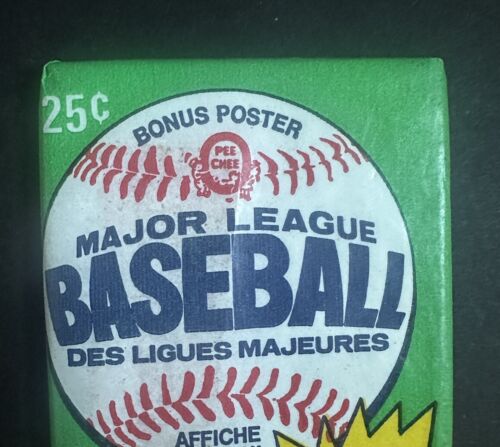 25¢
BONUS POSTER
PEE
CHEE
MAJOR LEAGUE
BASEBALL
DES LIGUES MAJEURES
AFFICHE